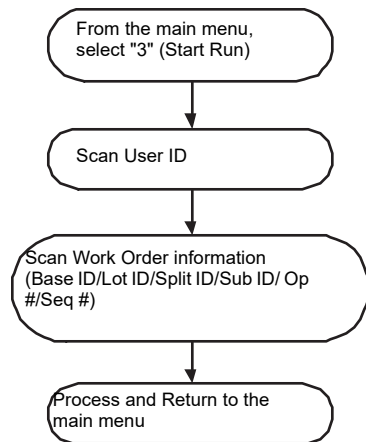 From the main menu,
select "3" (Start Run)
Scan User ID
Scan Work Order information
(Base ID/Lot ID/Split ID/Sub ID/ Op
#/Seq #)
Process and Return to the
main menu